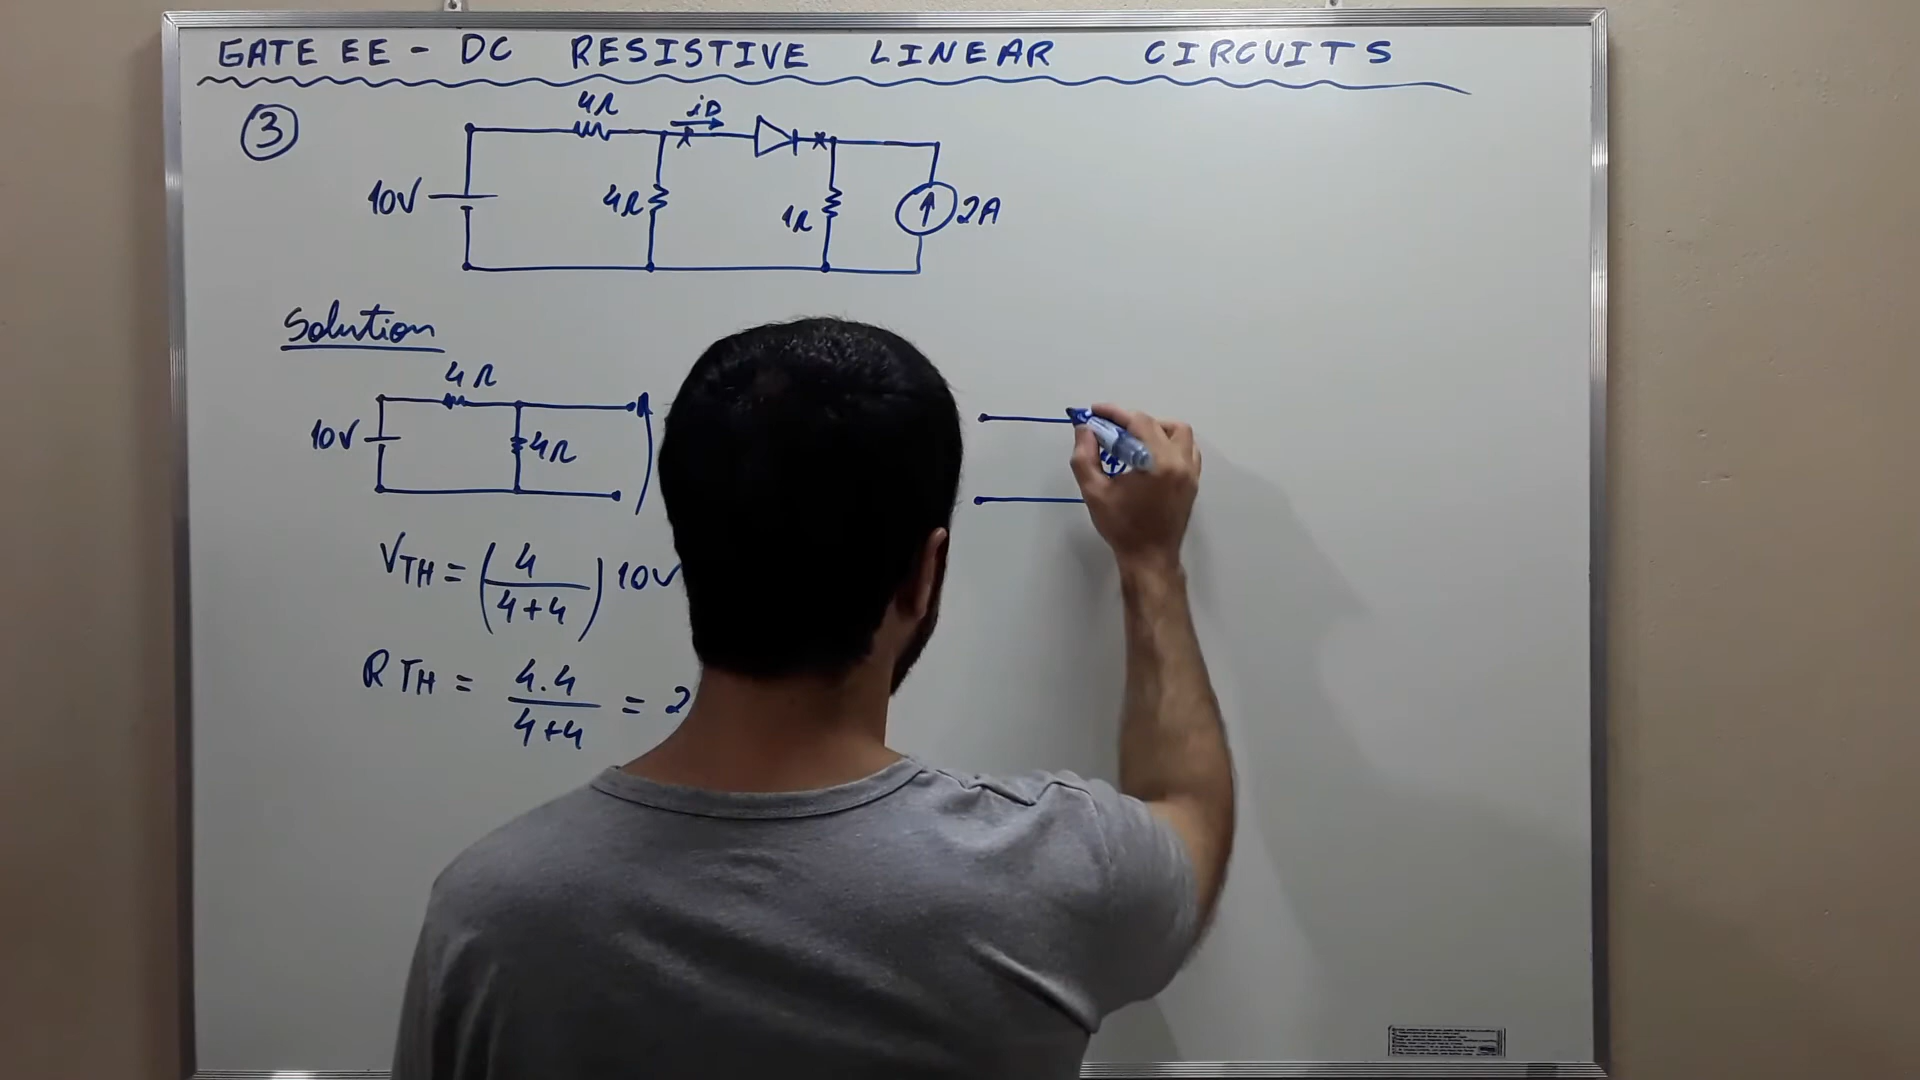 GATE EE - DC RESISTIVE LINEAR CIRCUITS
3
4Ω
iD
10V
4Ω
1Ω
2A
Solution
4Ω
10V
4Ω
VTH = (4/4+4) 10V
RTH = 4.4/4+4 = 2